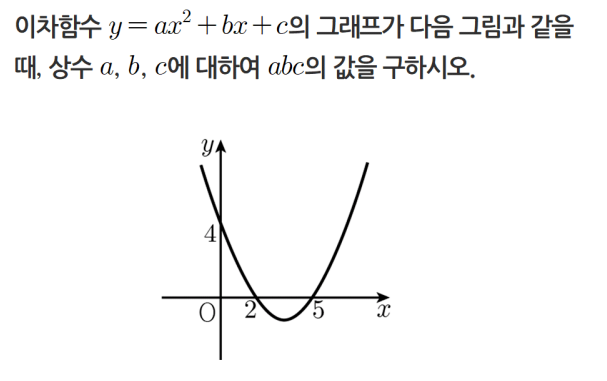 이차함수 y = ax² + bx + c의 그래프가 다음 그림과 같을
때, 상수 a, b, c에 대하여 abc의 값을 구하시오.
y
4
O 2 5 x